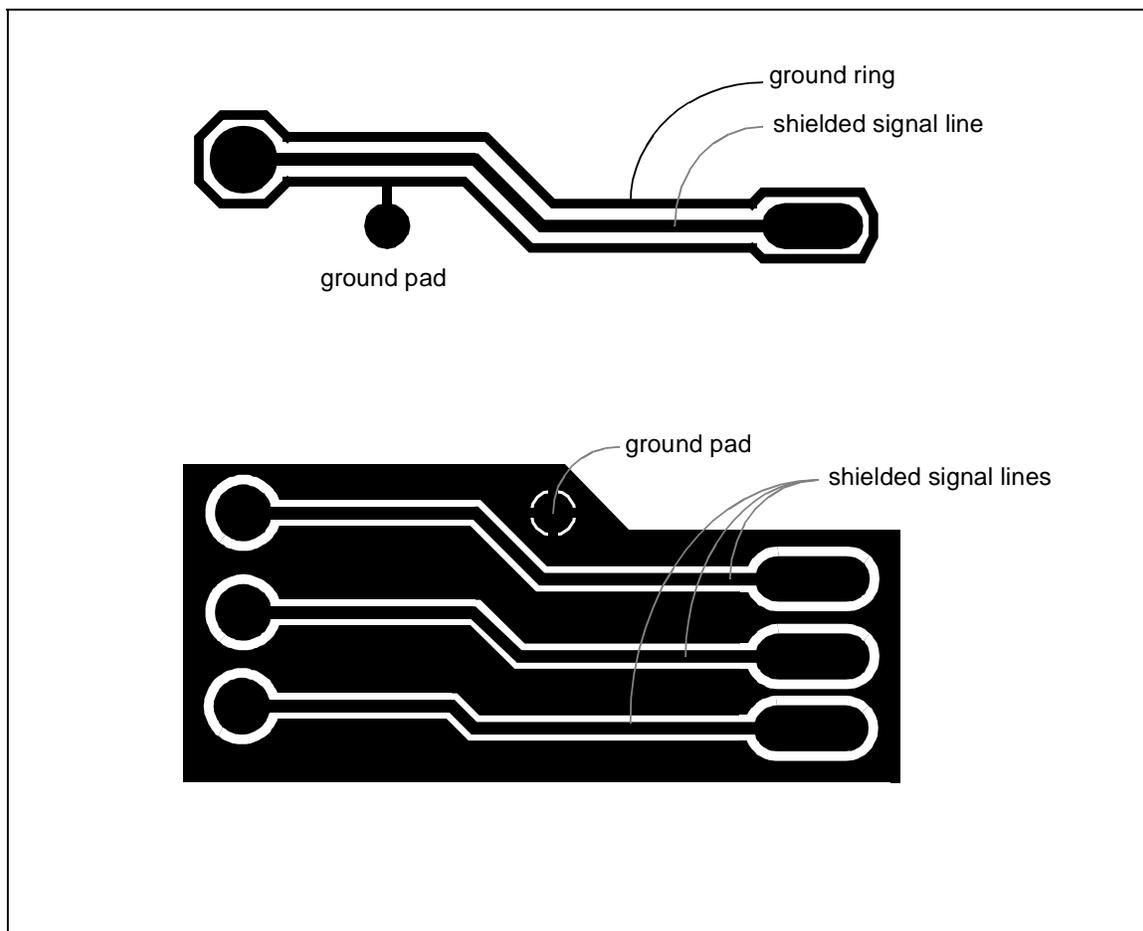 ground ring
shielded signal line
ground pad
ground pad
shielded signal lines